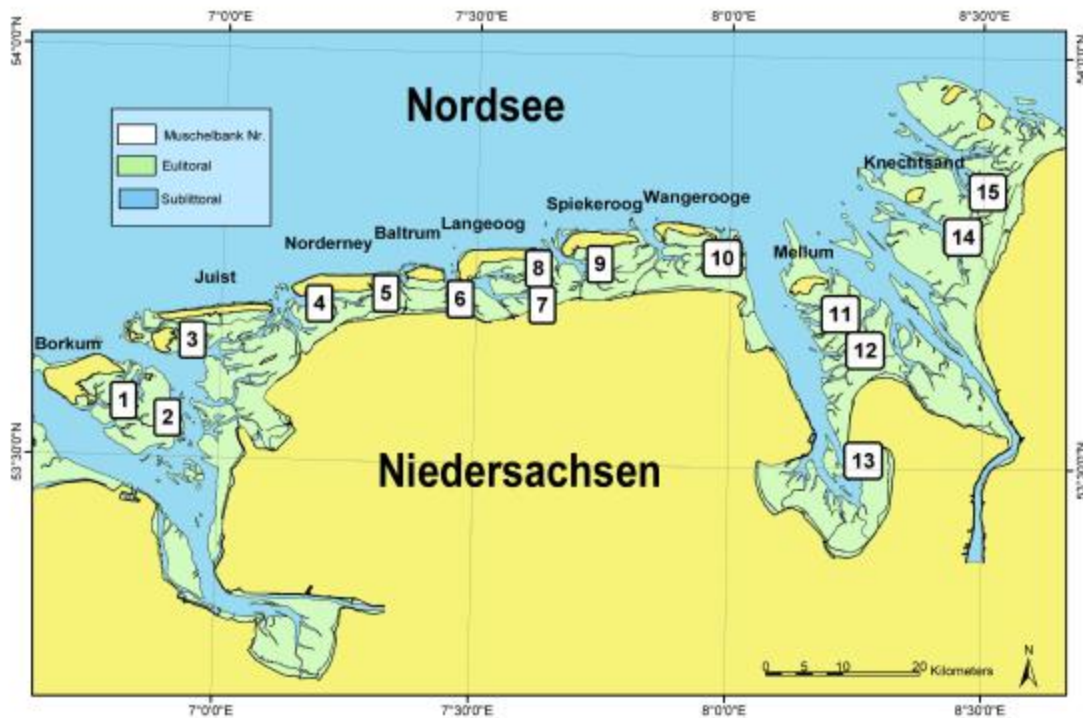 7°0'0"E 7°30'0"E 8°0'0"E 8°30'0"E
54°0'0"N
54°0'0"N
Nordsee
Muschelbank Nr.
Eulitoral
Sublittoral
Knechtsand
15
Wangerooge
Spiekeroog
Langeoog
Baltrum
Norderney
14
Mellum
10
9
8
Juist
5
6
7
4
11
3
12
Borkum
1
2
13
53°30'0"N
Niedersachsen
N
0 5 10 20 Kilometers
7°0'0"E 7°30'0"E 8°0'0"E 8°30'0"E